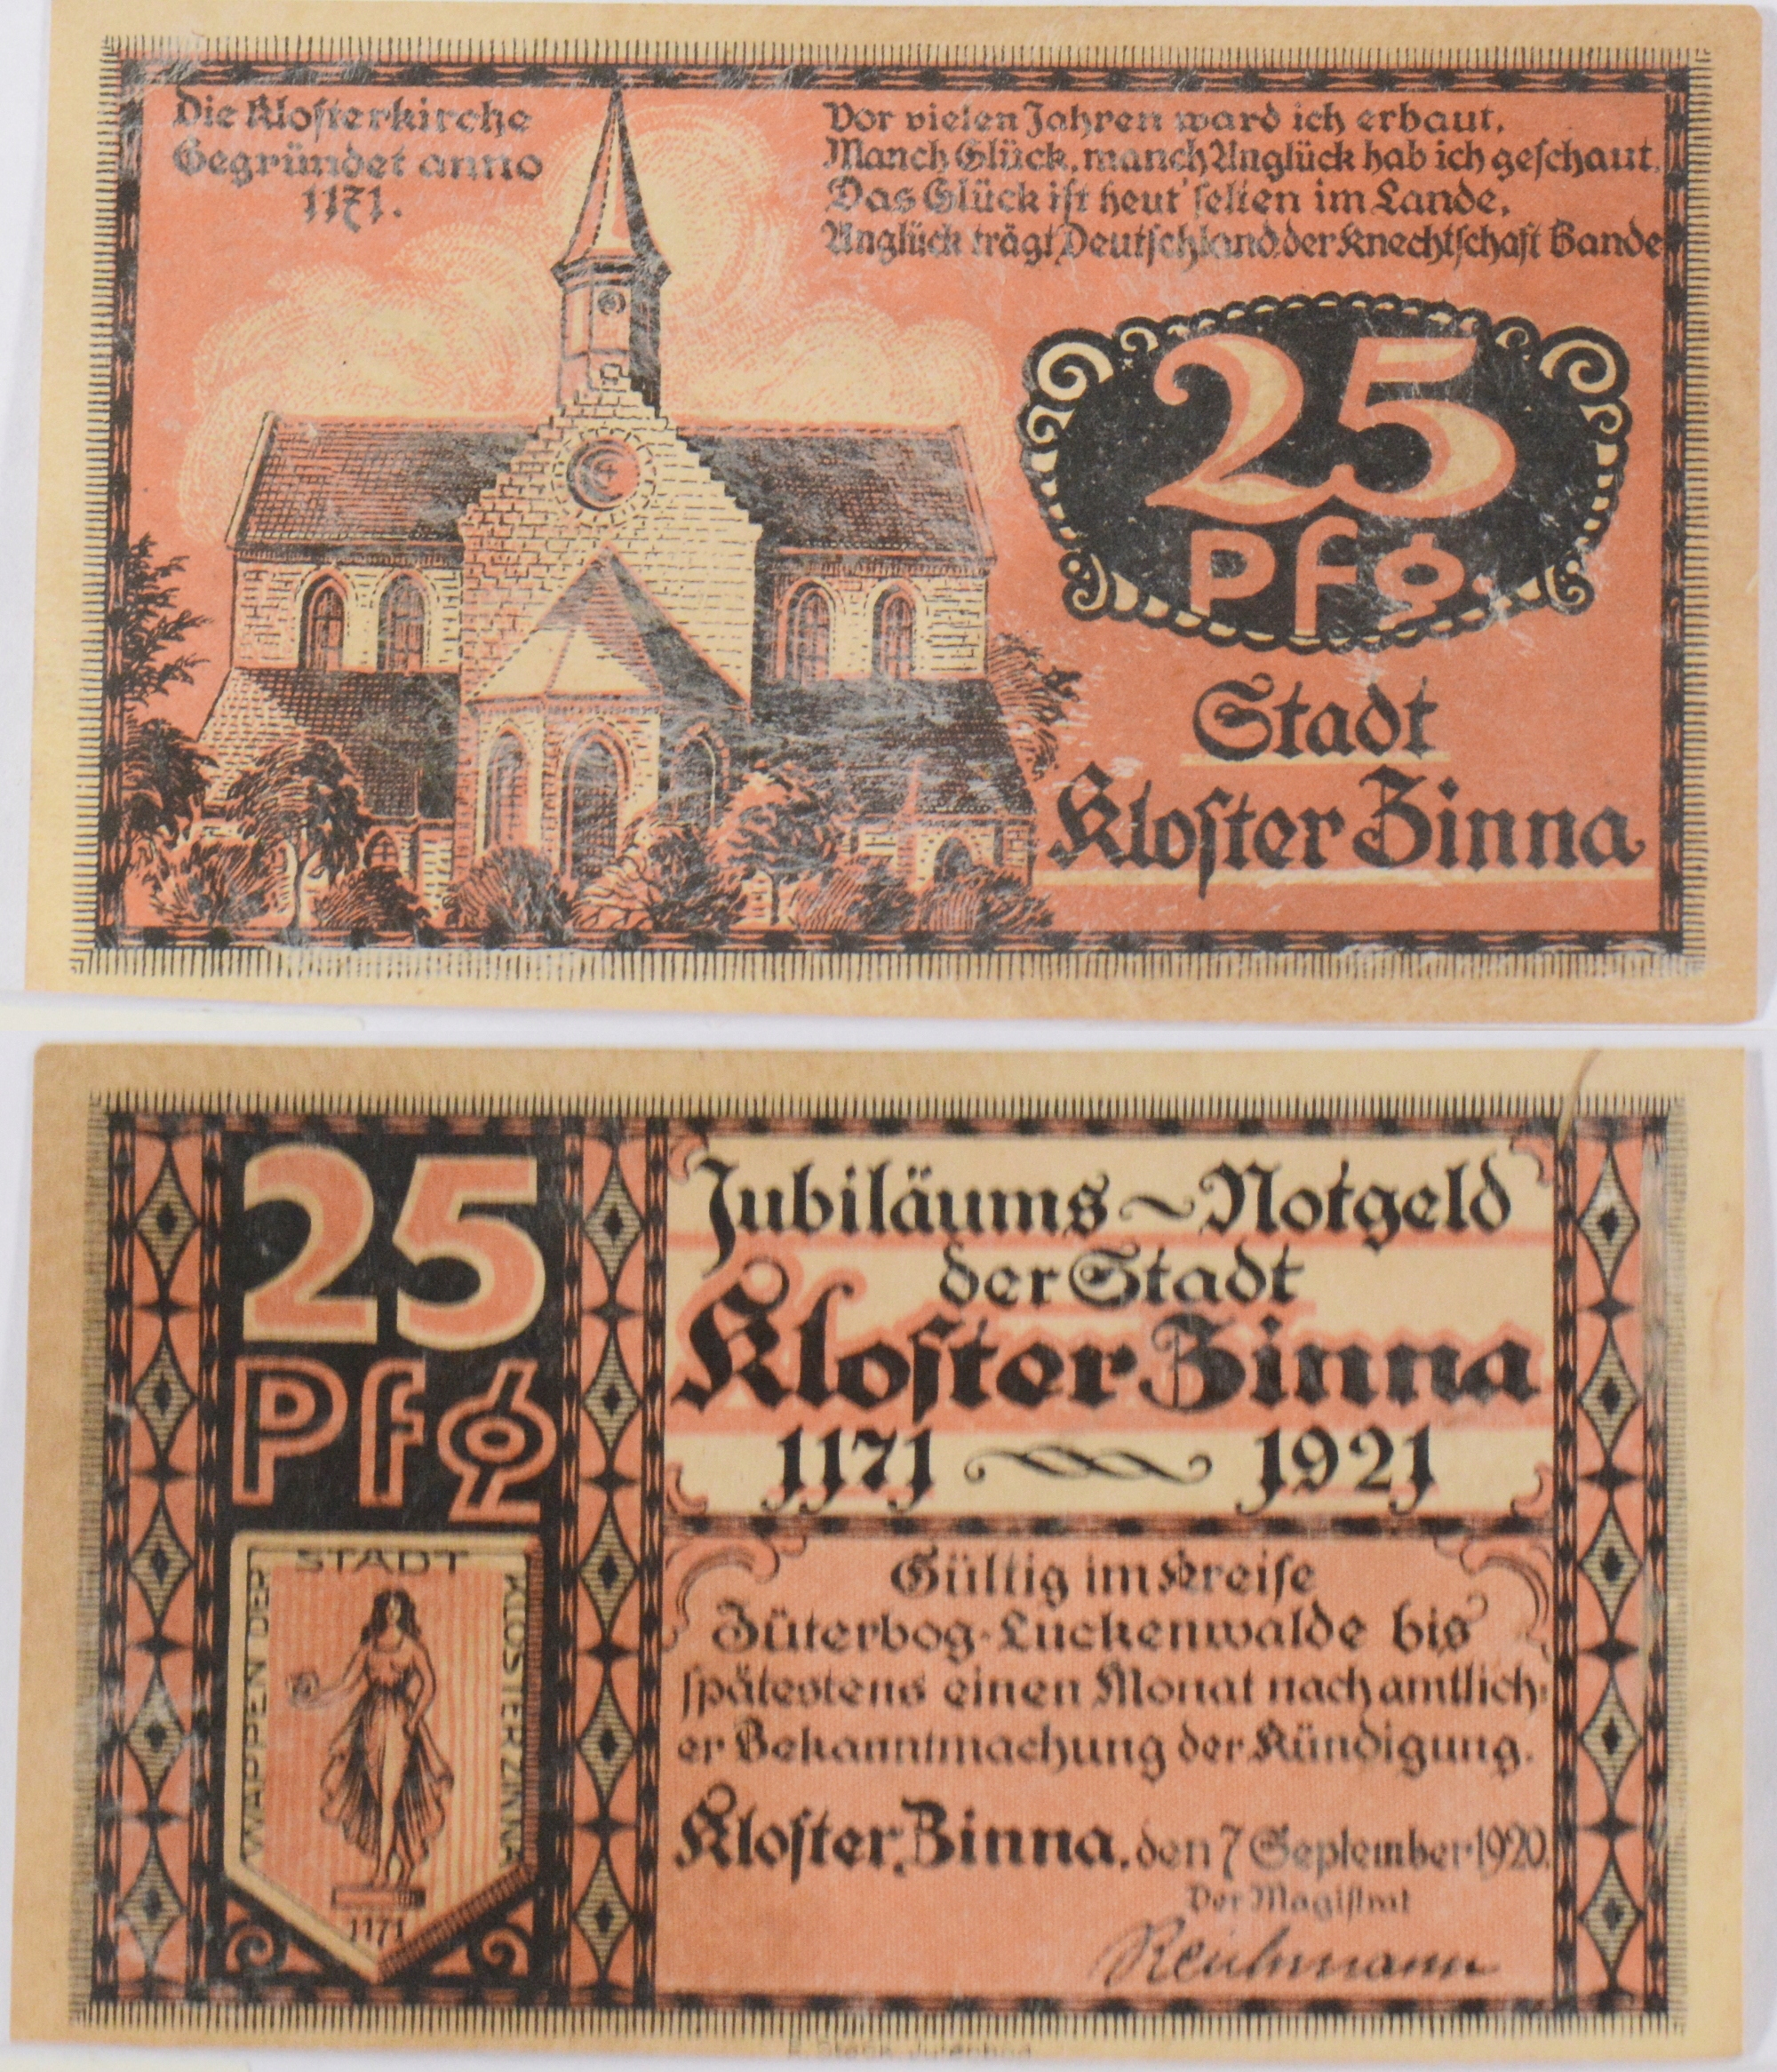 Die Klosterkirche
Gegründet anno
1171.
Vor vielen Jahren ward ich erbaut,
Manch Glück, manch Unglück hab ich geschaut,
Das Glück ist heut' selten im Lande,
Unglück trägt Deutschland, der Knechtschaft Bande
25
Pfg.
Stadt
Kloster Zinna
25
Pfg
STADT
WAPPEN DER
KLOSTERZINNA
1171
Jubiläums~Notgeld
der Stadt
Kloster Zinna
1171 1921
Gültig im Kreise
Jüterbog-Luckenwalde bis
spätestens einen Monat nach amtlich-
er Bekanntmachung der Kündigung.
Kloster Zinna, den 7 September 1920.
Der Magistrat